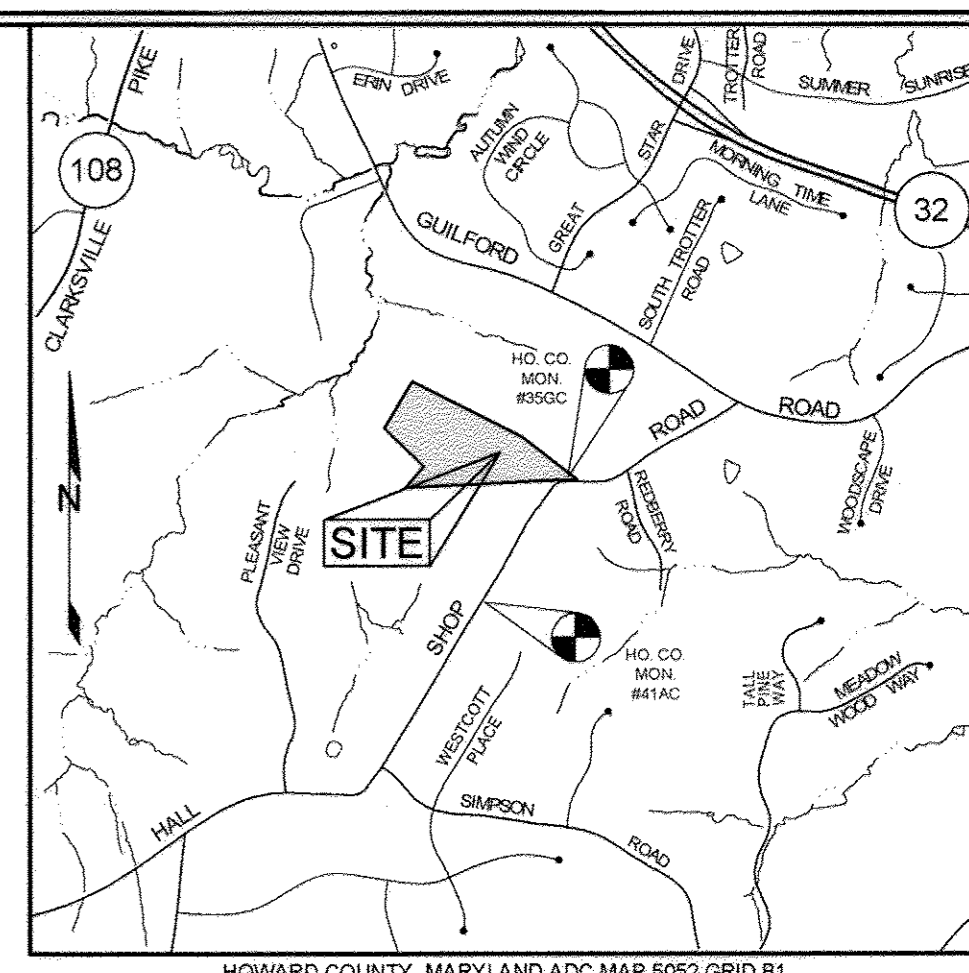 PIKE
108
CLARKSVILLE
ERIN DRIVE
AUTUMN
WIND
CIRCLE
GREAT
STAR
DRIVE
TROTTER
ROAD
SUMMER
SUNRISE
MORNING TIME
LANE
32
GUILFORD
SOUTH TROTTER
ROAD
HO. CO.
MON.
#35GC
ROAD
ROAD
REDBERRY
ROAD
WOODSCAPE
DRIVE
N
SITE
PLEASANT
VIEW
DRIVE
SHOP
HO. CO.
MON.
#41AC
WESTCOTT
PLACE
TALL
PINE
WAY
MEADOW
WOOD WAY
HALL
SIMPSON
ROAD
HOWARD COUNTY, MARYLAND ADC MAP 5052 GRID B1